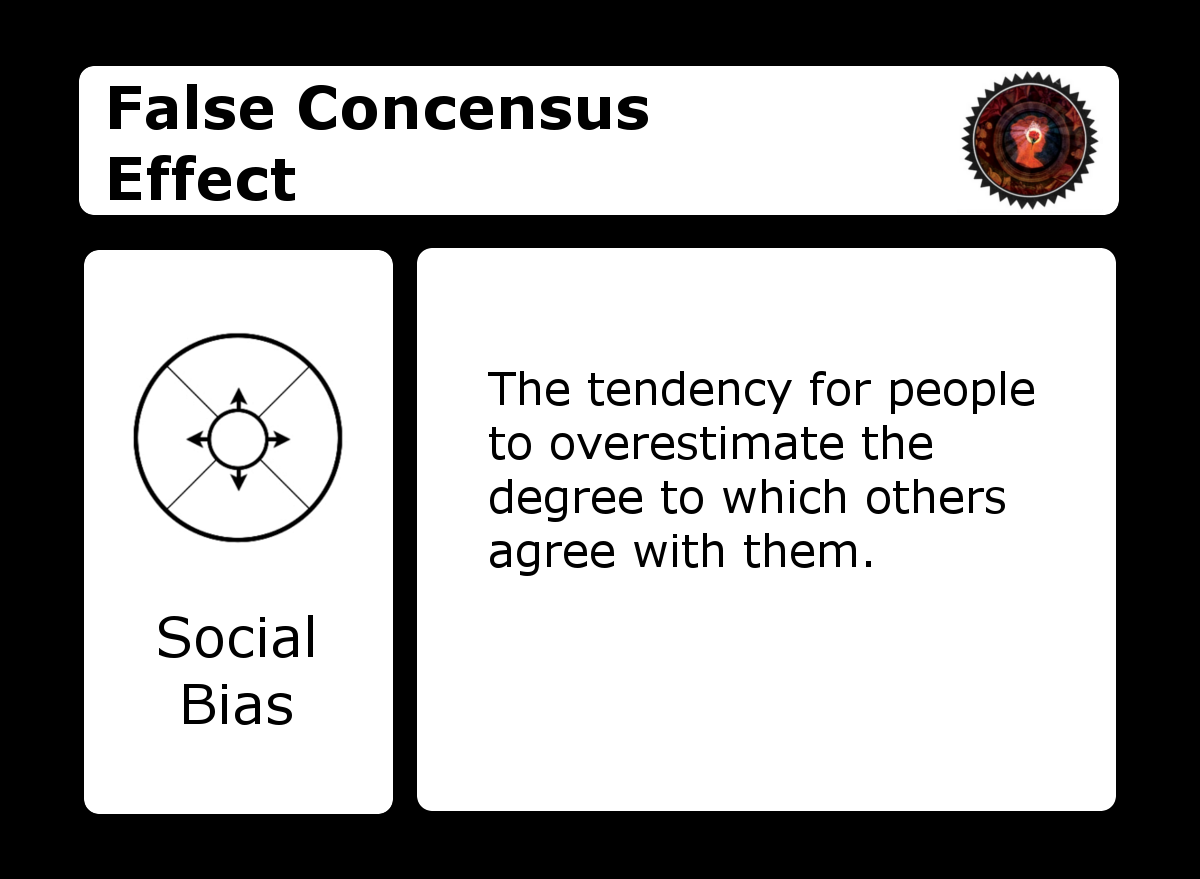 False Concensus
Effect
Social
Bias
The tendency for people
to overestimate the
degree to which others
agree with them.